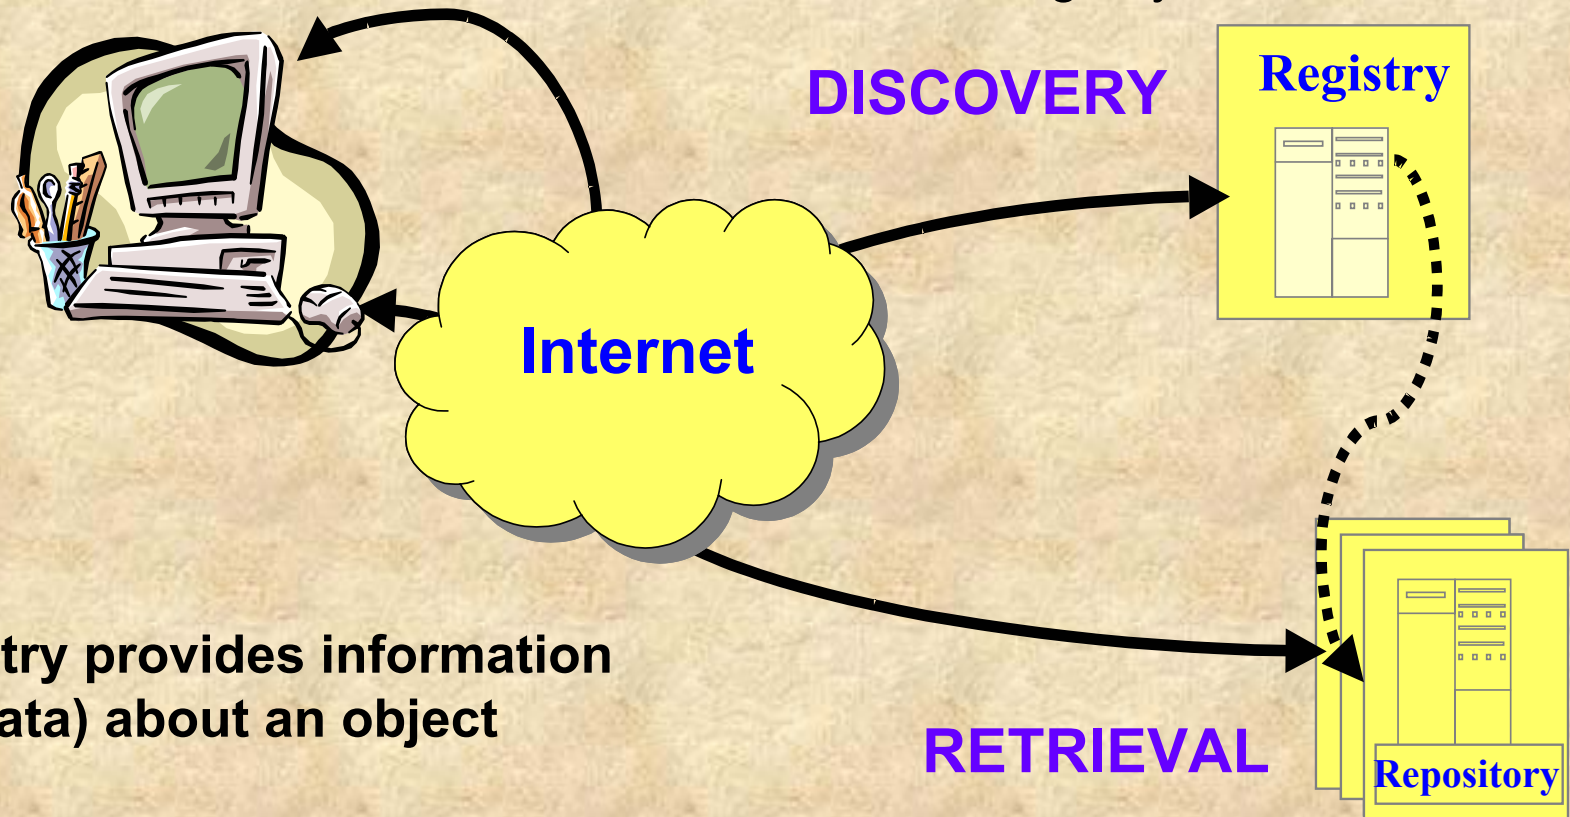 DISCOVERY
Registry
Internet
try provides information
ata) about an object
RETRIEVAL
Repository